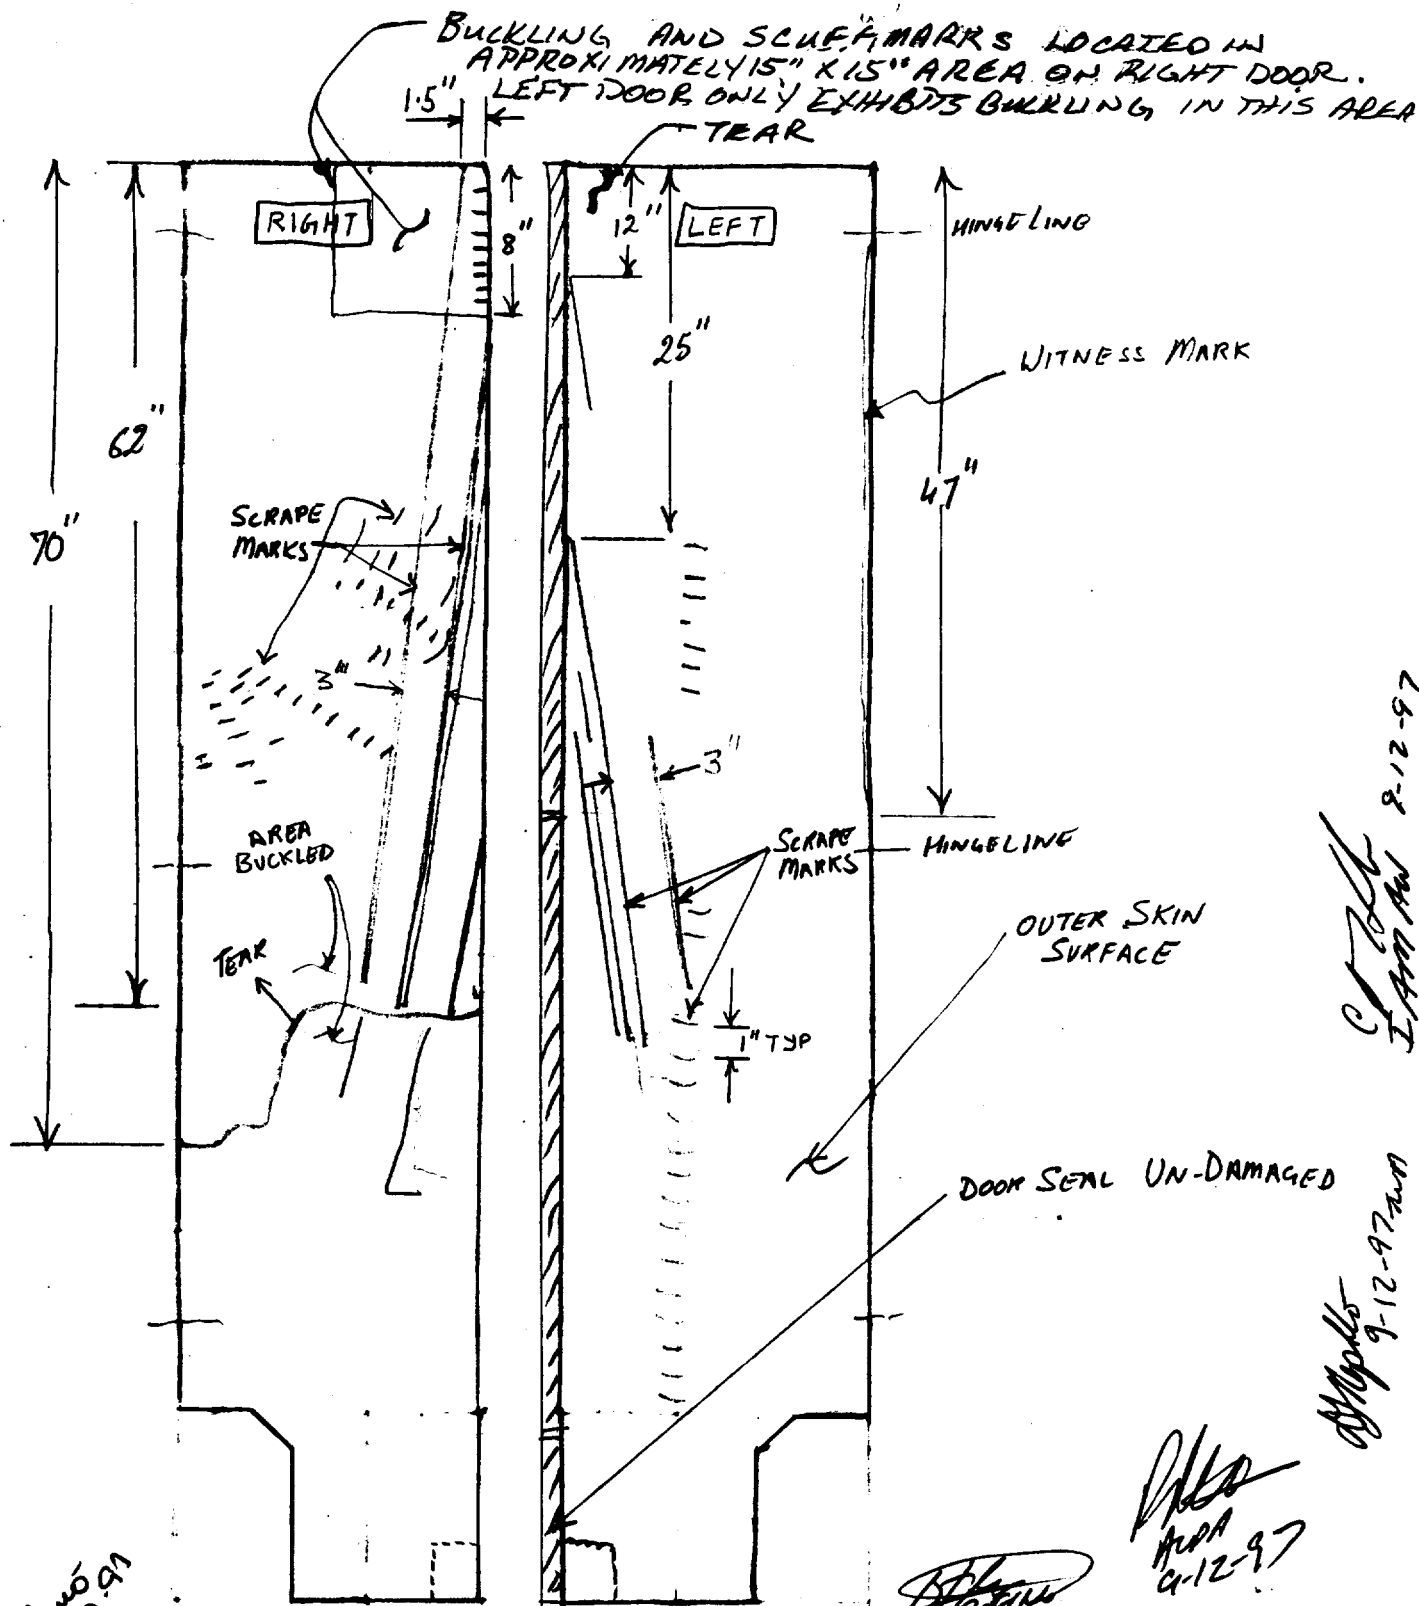 BUCKLING AND SCUFF MARKS LOCATED IN
APPROXIMATELY 15" X 15" AREA ON RIGHT DOOR.
LEFT DOOR ONLY EXHIBITS BUCKLING IN THIS AREA
1.5"
TEAR
RIGHT
8"
12"
LEFT
HINGELINE
25"
WITNESS MARK
62"
47"
70"
SCRAPE
MARKS
3"
3"
AREA
BUCKLED
SCRAPE
MARKS
HINGELINE
TEAR
OUTER SKIN
SURFACE
1" TYP
DOOR SEAL UN-DAMAGED
IAMAW 9-12-97
9-12-97
ALPA
9-12-97